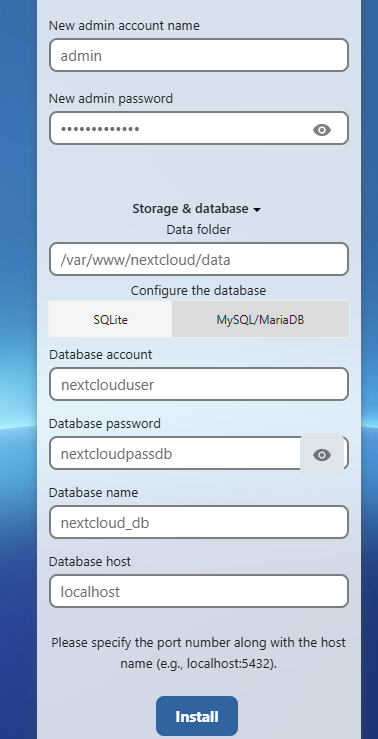 New admin account name
admin
New admin password
•••••••••••••
Storage & database
Data folder
/var/www/nextcloud/data
Configure the database
SQLite MySQL/MariaDB
Database account
nextclouduser
Database password
nextcloudpassdb
Database name
nextcloud_db
Database host
localhost
Please specify the port number along with the host
name (e.g., localhost:5432).
Install